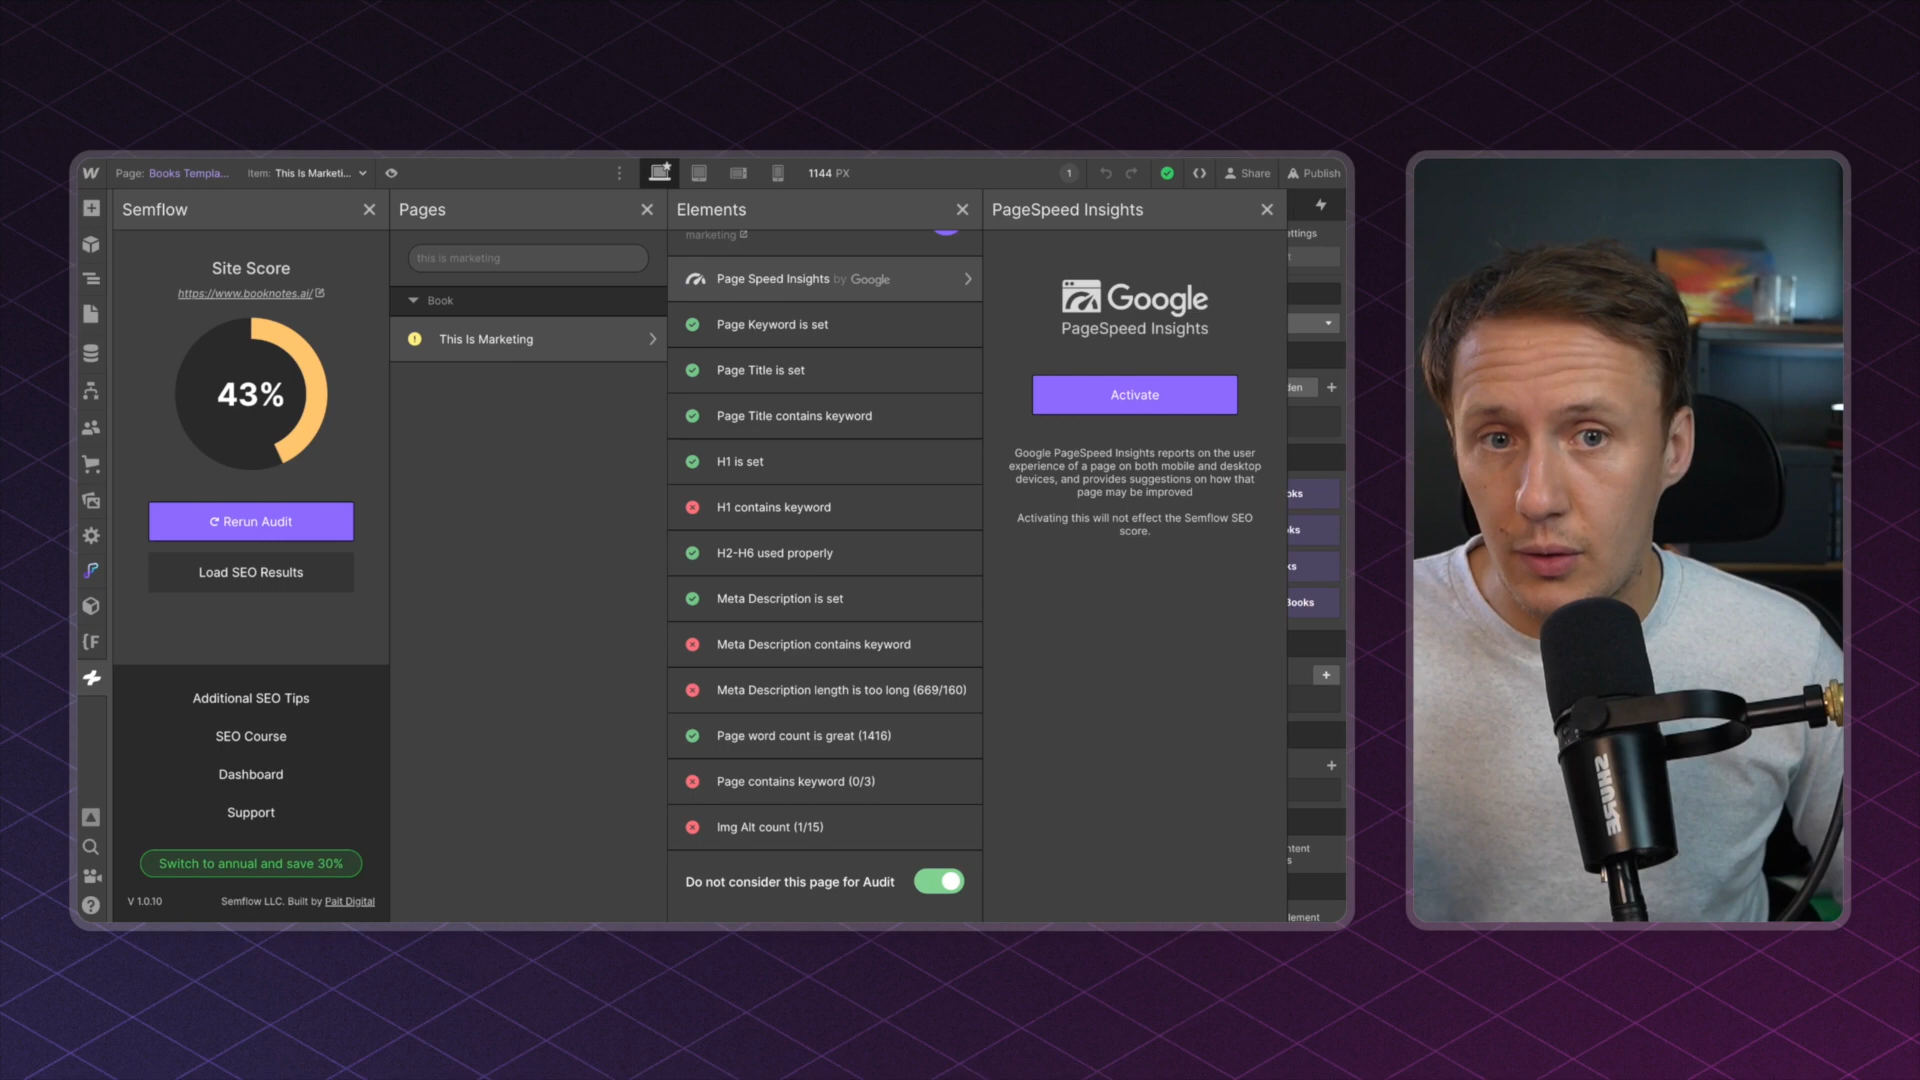 W
Page: Books Templa...
Item: This Is Marketi...
1144 PX
1
Share
Publish
Semflow
Site Score
https://www.booknotes.ai/
43%
Rerun Audit
Load SEO Results
Additional SEO Tips
SEO Course
Dashboard
Support
Switch to annual and save 30%
V 1.0.10
Semflow LLC. Built by Pait Digital
Pages
this is marketing
Book
This Is Marketing
Elements
marketing
Page Speed Insights by Google
Page Keyword is set
Page Title is set
Page Title contains keyword
H1 is set
H1 contains keyword
H2-H6 used properly
Meta Description is set
Meta Description contains keyword
Meta Description length is too long (669/160)
Page word count is great (1416)
Page contains keyword (0/3)
Img Alt count (1/15)
Do not consider this page for Audit
PageSpeed Insights
Google
PageSpeed Insights
Activate
Google PageSpeed Insights reports on the user
experience of a page on both mobile and desktop
devices, and provides suggestions on how that
page may be improved
Activating this will not effect the Semflow SEO
score.
ttings
t
den
oks
ks
ks
Books
ntent
s
lement
{F
SHURE